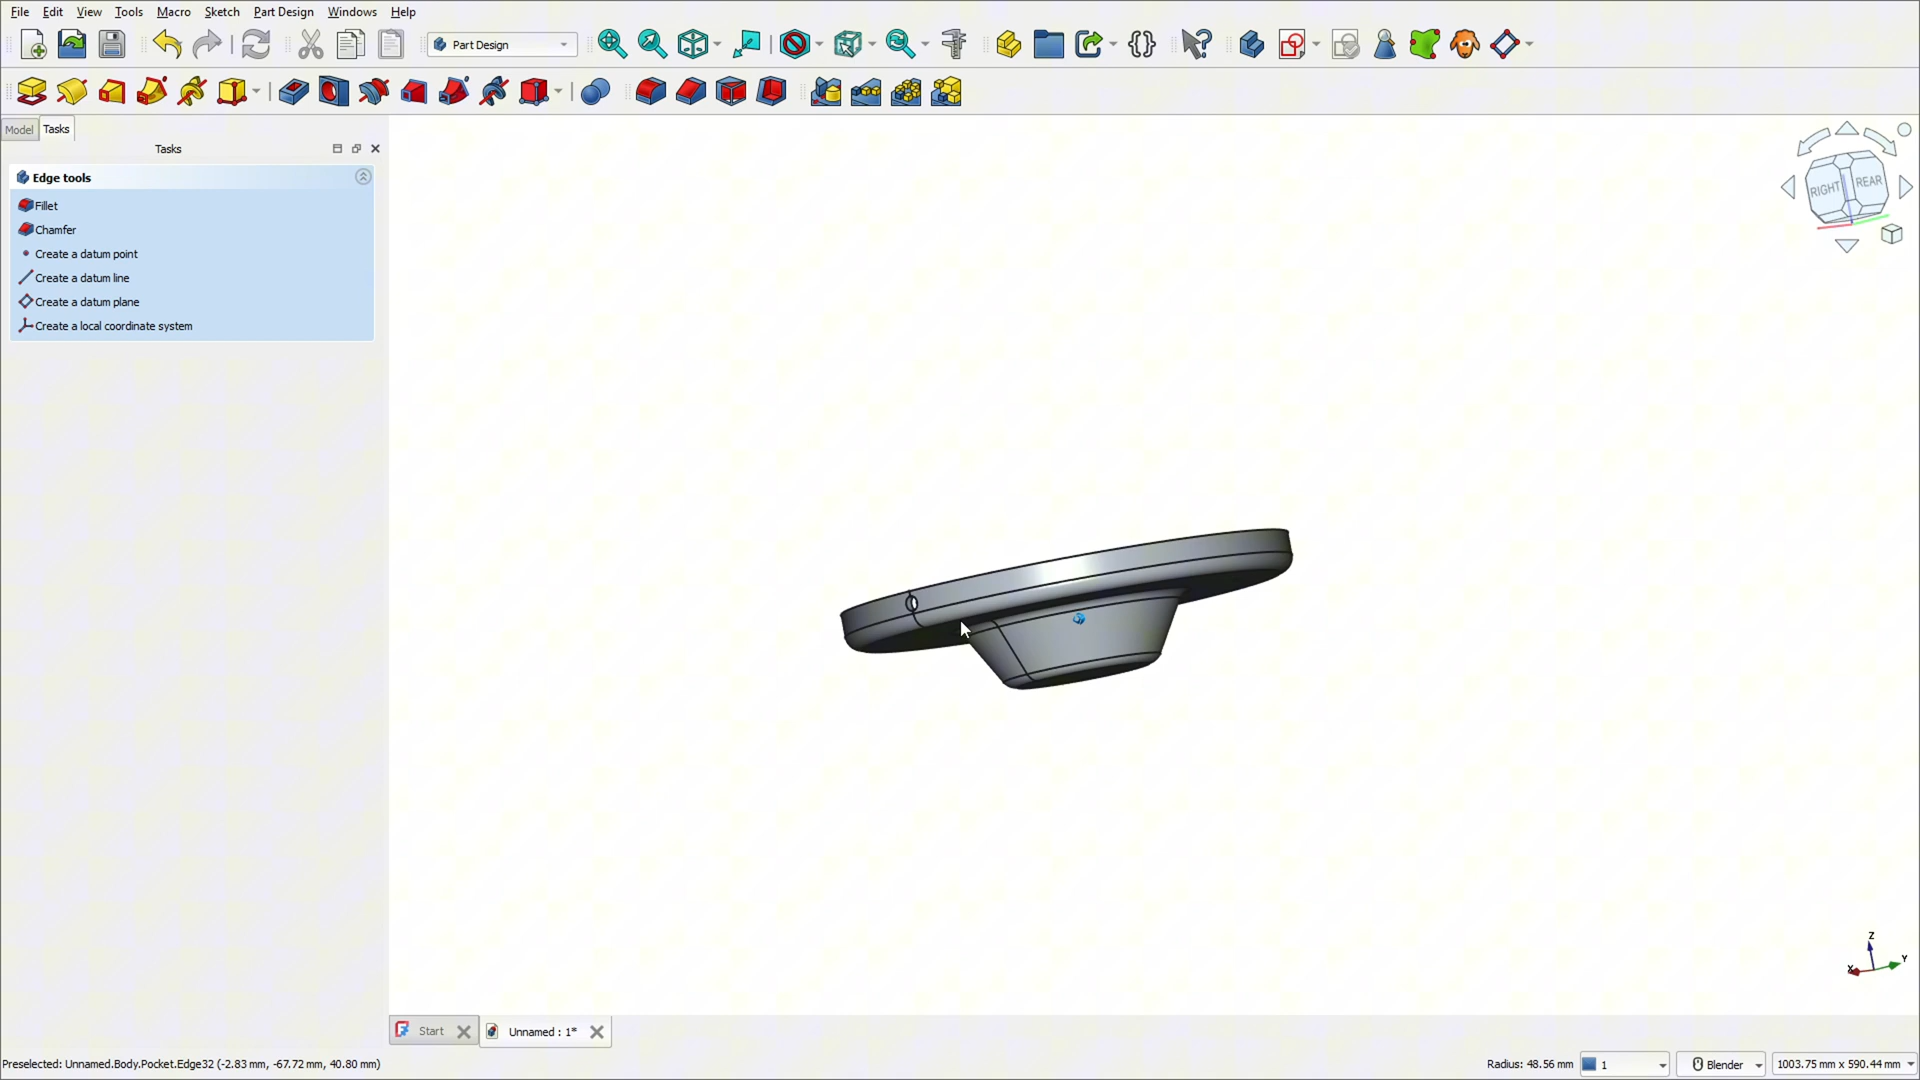 File Edit View Tools Macro Sketch Part Design Windows Help
Part Design
Model Tasks
Tasks
Edge tools
Fillet
Chamfer
Create a datum point
Create a datum line
Create a datum plane
Create a local coordinate system
RIGHT REAR
Z
Y
X
Start Unnamed : 1*
Preselected: Unnamed.Body.Pocket.Edge32 (-2.83 mm, -67.72 mm, 40.80 mm) Radius: 48.56 mm 1 Blender 1003.75 mm x 590.44 mm